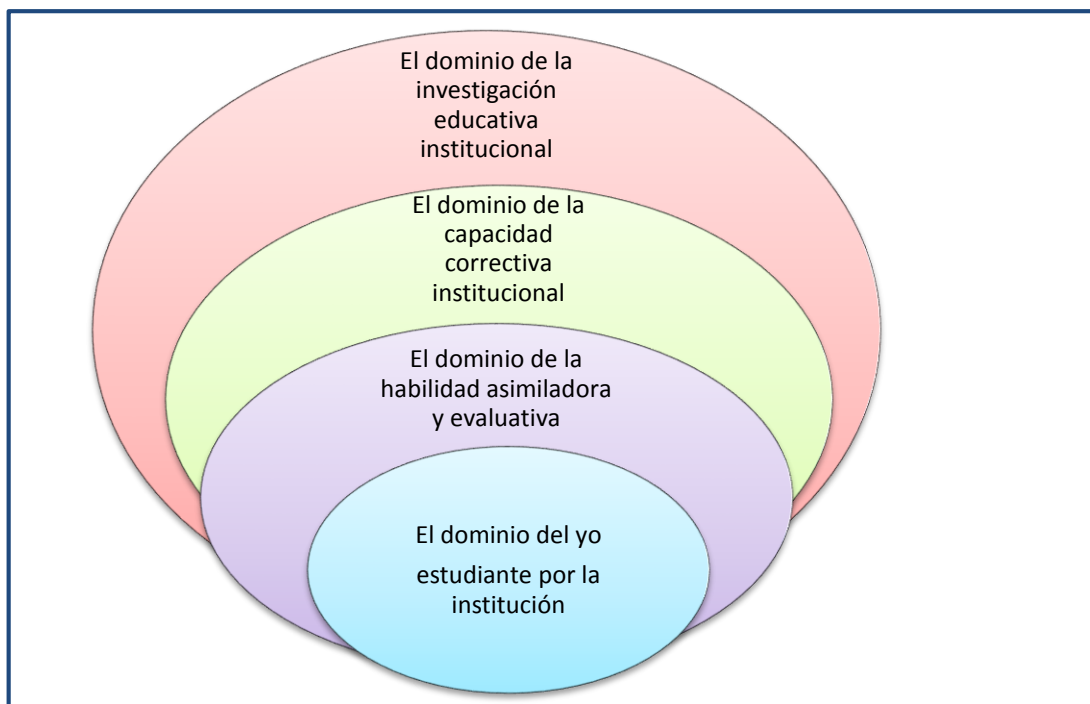 El dominio de la
investigación
educativa
institucional
El dominio de la
capacidad
correctiva
institucional
El dominio de la
habilidad asimiladora
y evaluativa
El dominio del yo
estudiante por la
institución